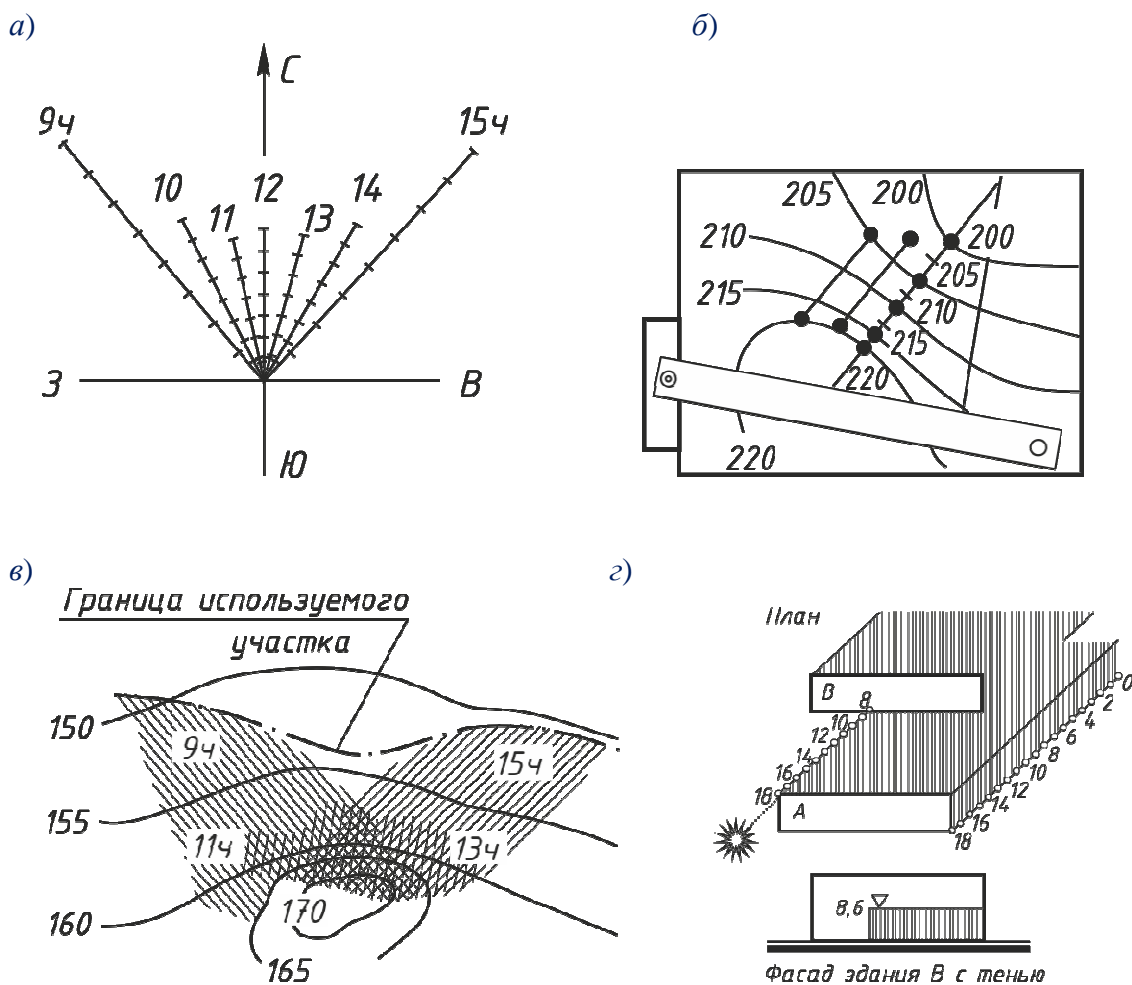 а)
С
9ч
15ч
10
11
12
13
14
З
В
Ю
б)
205
200
210
200
215
205
210
215
220
220
в)
Граница используемого
участка
150
9ч
15ч
155
11ч
13ч
160
170
165
г)
План
В
8
10
12
14
16
18
А
0
2
4
6
8
10
12
14
16
18
8,6
Фасад здания В с тенью